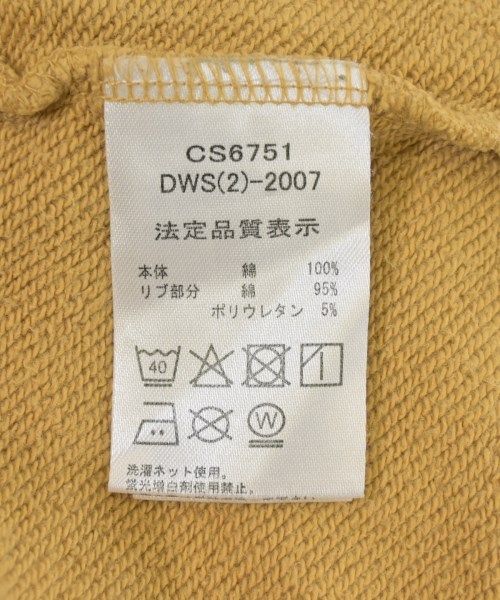 CS6751
DWS(2)-2007
法定品質表示
本体 綿 100%
リブ部分 綿 95%
ポリウレタン 5%
40
W
洗濯ネット使用。
蛍光増白剤使用禁止。